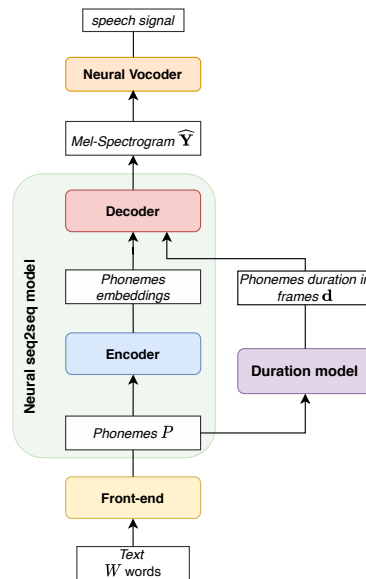 speech signal
Neural Vocoder
Mel-Spectrogram Ŷ
Decoder
Neural seq2seq model
Phonemes
embeddings
Phonemes duration in
frames d
Encoder
Duration model
Phonemes P
Front-end
Text
W words